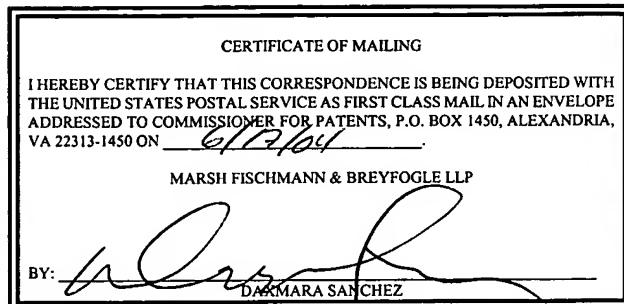 CERTIFICATE OF MAILING
I HEREBY CERTIFY THAT THIS CORRESPONDENCE IS BEING DEPOSITED WITH
THE UNITED STATES POSTAL SERVICE AS FIRST CLASS MAIL IN AN ENVELOPE
ADDRESSED TO COMMISSIONER FOR PATENTS, P.O. BOX 1450, ALEXANDRIA,
VA 22313-1450 ON 6/17/04.
MARSH FISCHMANN & BREYFOGLE LLP
BY:
DAXMARA SANCHEZ